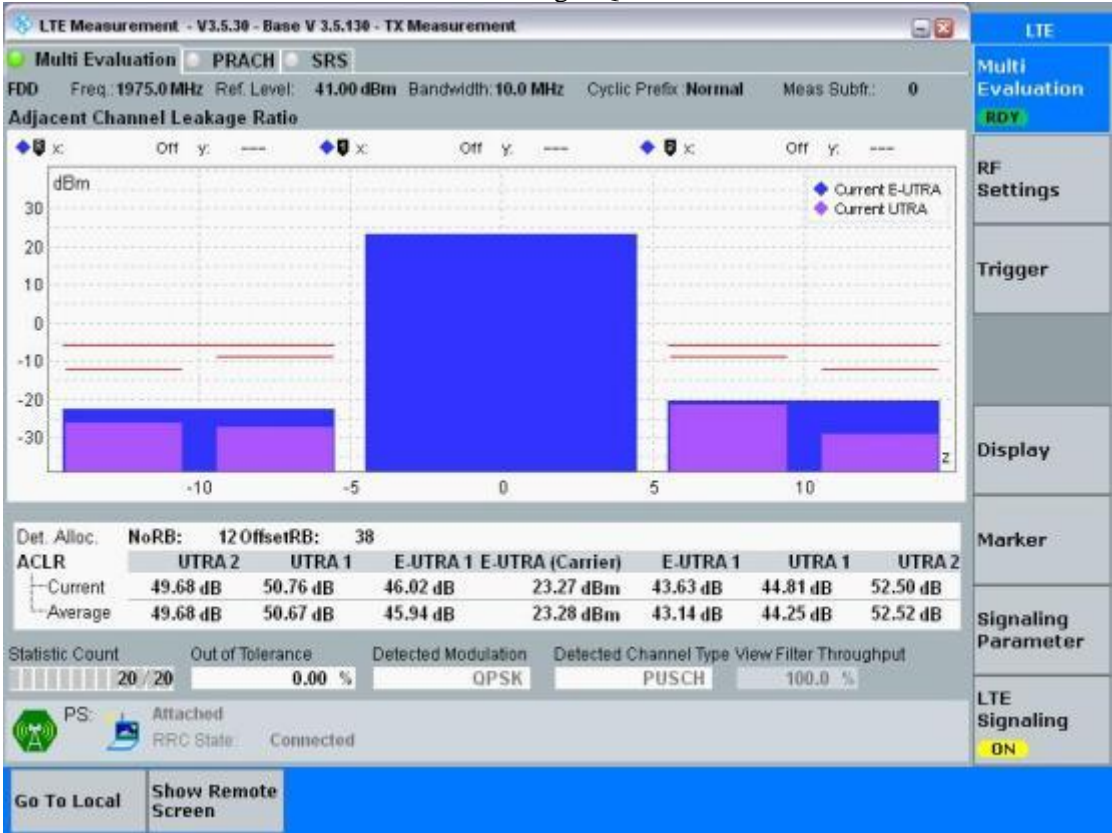 LTE Measurement - V3.5.30 - Base V 3.5.130 - TX Measurement
LTE
Multi Evaluation PRACH SRS
Multi Evaluation
RDY
FDD Freq.: 1975.0 MHz Ref. Level: 41.00 dBm Bandwidth: 10.0 MHz Cyclic Prefix: Normal Meas Subfr.: 0
Adjacent Channel Leakage Ratio
x: Off y: --- x: Off y: --- x: Off y: ---
dBm
Current E-UTRA
Current UTRA
30
20
10
0
-10
-20
-30
z
-10 -5 0 5 10
RF Settings
Trigger
Display
Marker
Signaling Parameter
LTE Signaling
ON
Det. Alloc. NoRB: 12 OffsetRB: 38
ACLR UTRA 2 UTRA 1 E-UTRA 1 E-UTRA (Carrier) E-UTRA 1 UTRA 1 UTRA 2
Current 49.68 dB 50.76 dB 46.02 dB 23.27 dBm 43.63 dB 44.81 dB 52.50 dB
Average 49.68 dB 50.67 dB 45.94 dB 23.28 dBm 43.14 dB 44.25 dB 52.52 dB
Statistic Count Out of Tolerance Detected Modulation Detected Channel Type View Filter Throughput
20 / 20 0.00 % QPSK PUSCH 100.0 %
PS: Attached
RRC State: Connected
Go To Local
Show Remote Screen